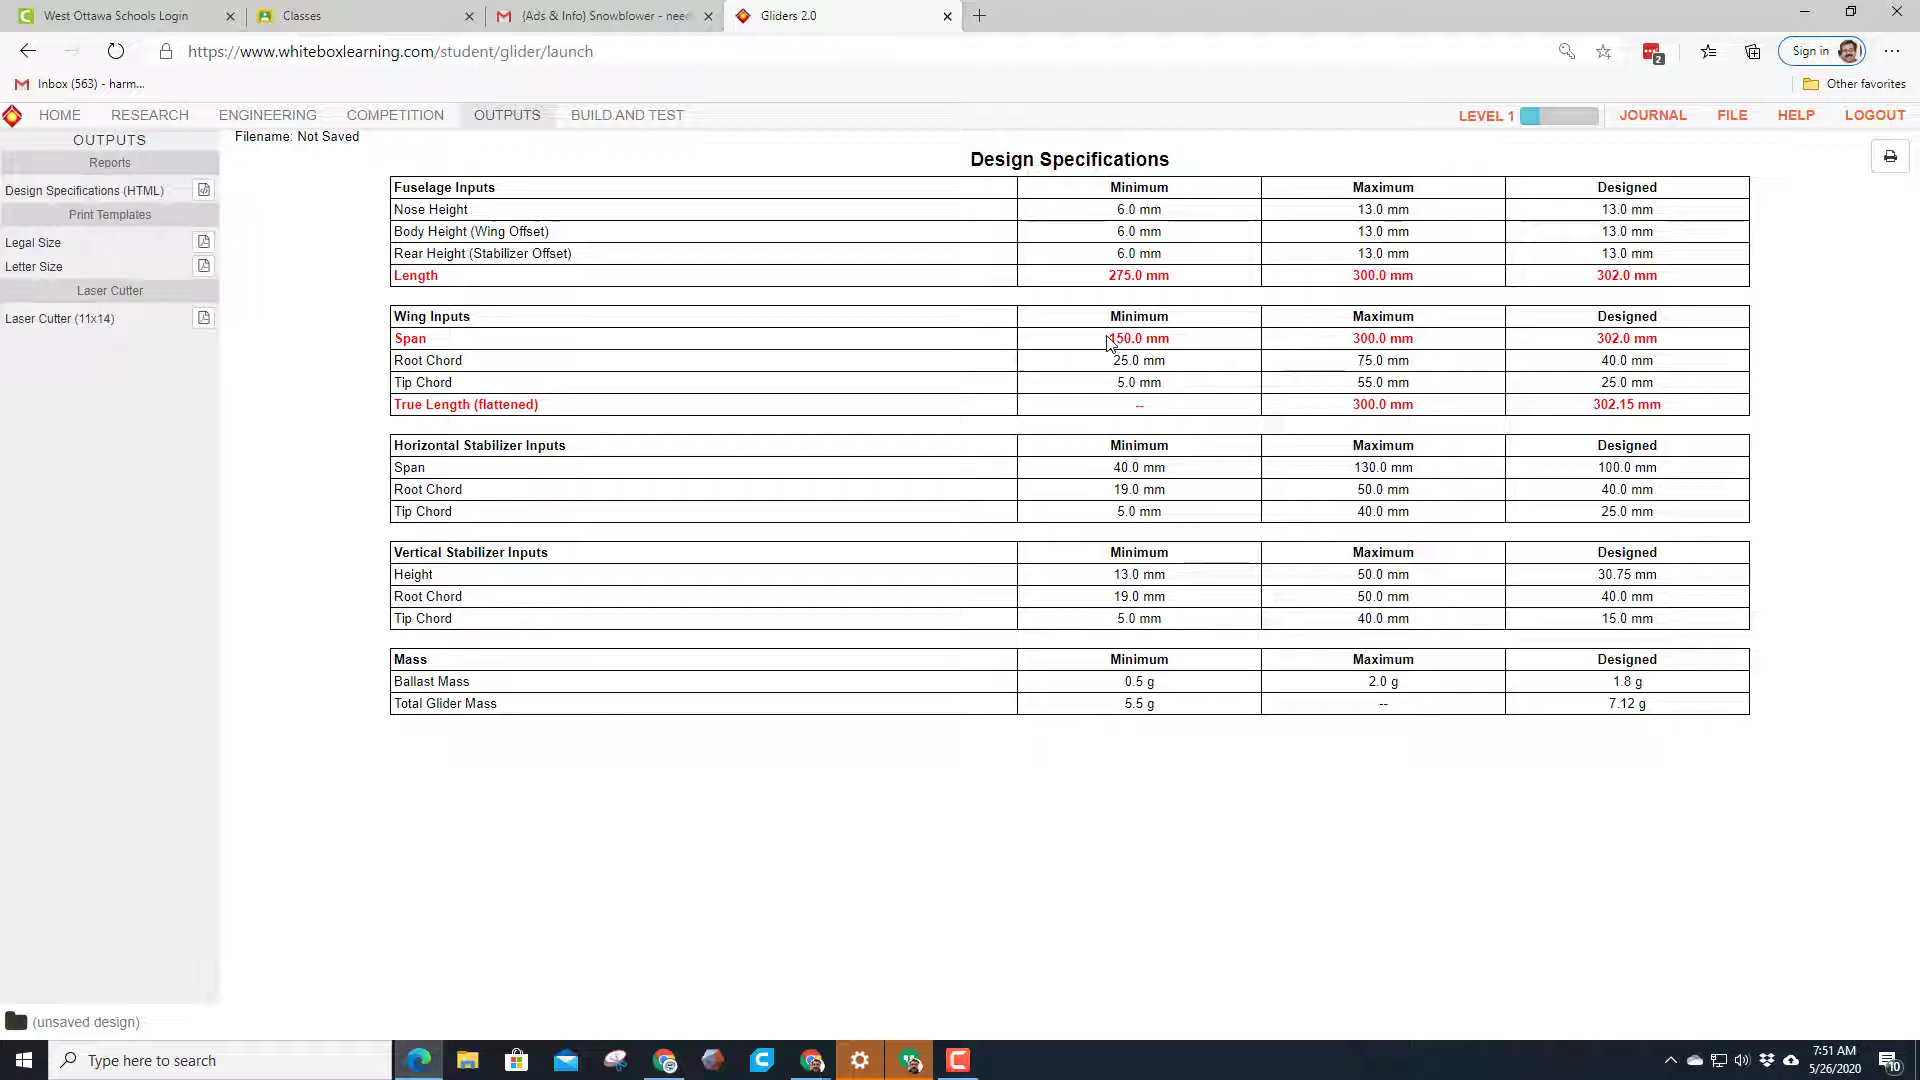 West Ottawa Schools Login
Classes
(Ads & Info) Snowblower - nee
Gliders 2.0
https://www.whiteboxlearning.com/student/glider/launch
2
Sign in
Inbox (563) - harm...
Other favorites
HOME RESEARCH ENGINEERING COMPETITION OUTPUTS BUILD AND TEST LEVEL 1 JOURNAL FILE HELP LOGOUT
OUTPUTS
Reports
Design Specifications (HTML)
Print Templates
Legal Size
Letter Size
Laser Cutter
Laser Cutter (11x14)
Filename: Not Saved
Design Specifications
Fuselage Inputs Minimum Maximum Designed
Nose Height 6.0 mm 13.0 mm 13.0 mm
Body Height (Wing Offset) 6.0 mm 13.0 mm 13.0 mm
Rear Height (Stabilizer Offset) 6.0 mm 13.0 mm 13.0 mm
Length 275.0 mm 300.0 mm 302.0 mm
Wing Inputs Minimum Maximum Designed
Span 150.0 mm 300.0 mm 302.0 mm
Root Chord 25.0 mm 75.0 mm 40.0 mm
Tip Chord 5.0 mm 55.0 mm 25.0 mm
True Length (flattened) -- 300.0 mm 302.15 mm
Horizontal Stabilizer Inputs Minimum Maximum Designed
Span 40.0 mm 130.0 mm 100.0 mm
Root Chord 19.0 mm 50.0 mm 40.0 mm
Tip Chord 5.0 mm 40.0 mm 25.0 mm
Vertical Stabilizer Inputs Minimum Maximum Designed
Height 13.0 mm 50.0 mm 30.75 mm
Root Chord 19.0 mm 50.0 mm 40.0 mm
Tip Chord 5.0 mm 40.0 mm 15.0 mm
Mass Minimum Maximum Designed
Ballast Mass 0.5 g 2.0 g 1.8 g
Total Glider Mass 5.5 g -- 7.12 g
(unsaved design)
Type here to search
7:51 AM
5/26/2020
10